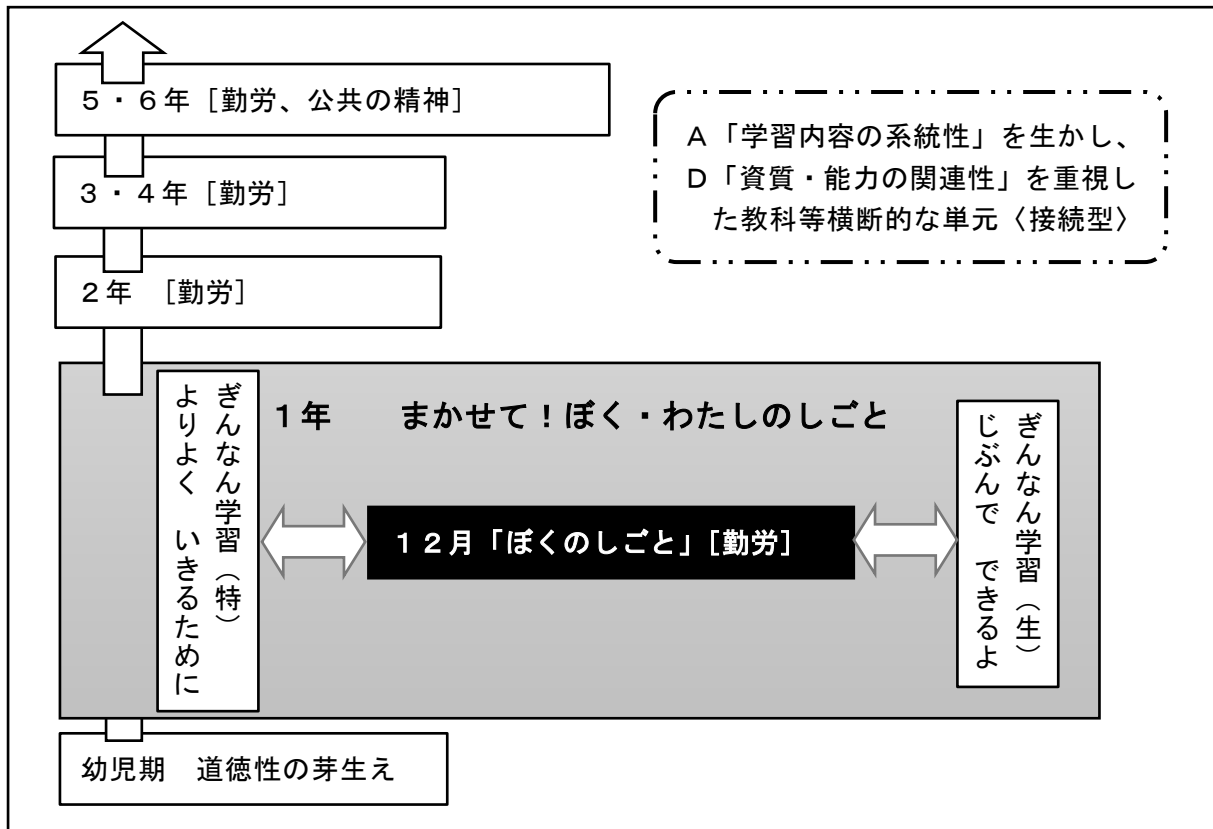 ５・６年［勤労、公共の精神］
３・４年［勤労］
２年　［勤労］
Ａ「学習内容の系統性」を生かし、
Ｄ「資質・能力の関連性」を重視し
た教科等横断的な単元〈接続型〉
１年　　まかせて！ぼく・わたしのしごと
ぎんなん学習（特）
よりよく　いきるために
１２月「ぼくのしごと」［勤労］
ぎんなん学習（生）
じぶんで　できるよ
幼児期　道徳性の芽生え